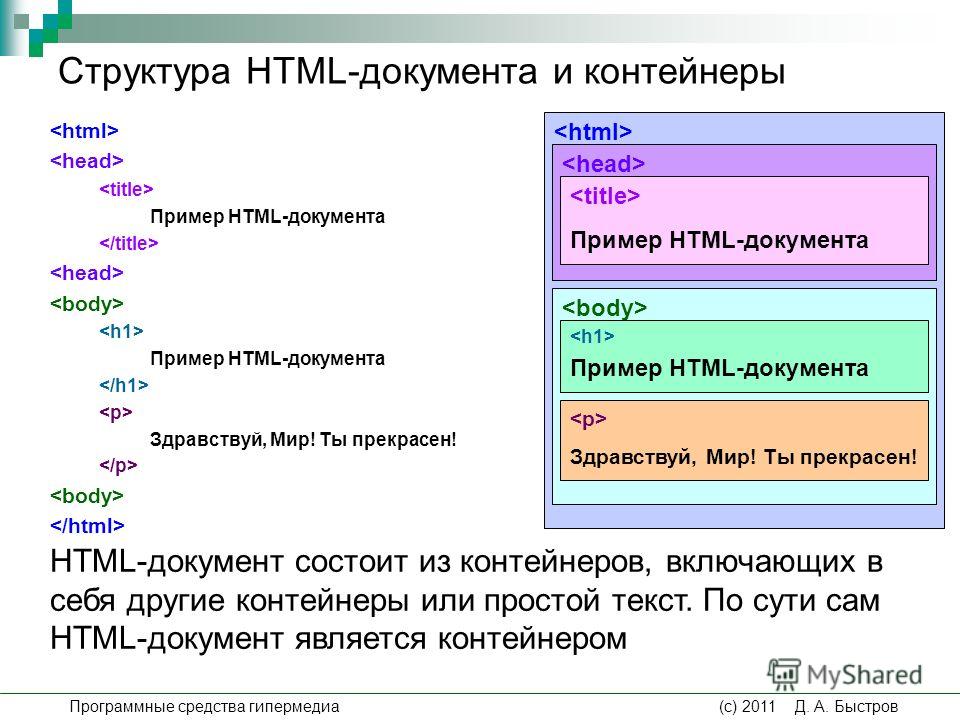 Структура HTML-документа и контейнеры
<html>
<head>
<title>
Пример HTML-документа
</title>
<head>
<body>
<h1>
Пример HTML-документа
</h1>
<p>
Здравствуй, Мир! Ты прекрасен!
</p>
<body>
</html>
<html>
<head>
<title>
Пример HTML-документа
<body>
<h1>
Пример HTML-документа
<p>
Здравствуй, Мир! Ты прекрасен!
HTML-документ состоит из контейнеров, включающих в
себя другие контейнеры или простой текст. По сути сам
HTML-документ является контейнером
MyShared
Программные средства гипермедиа
(с) 2011 Д. А. Быстров